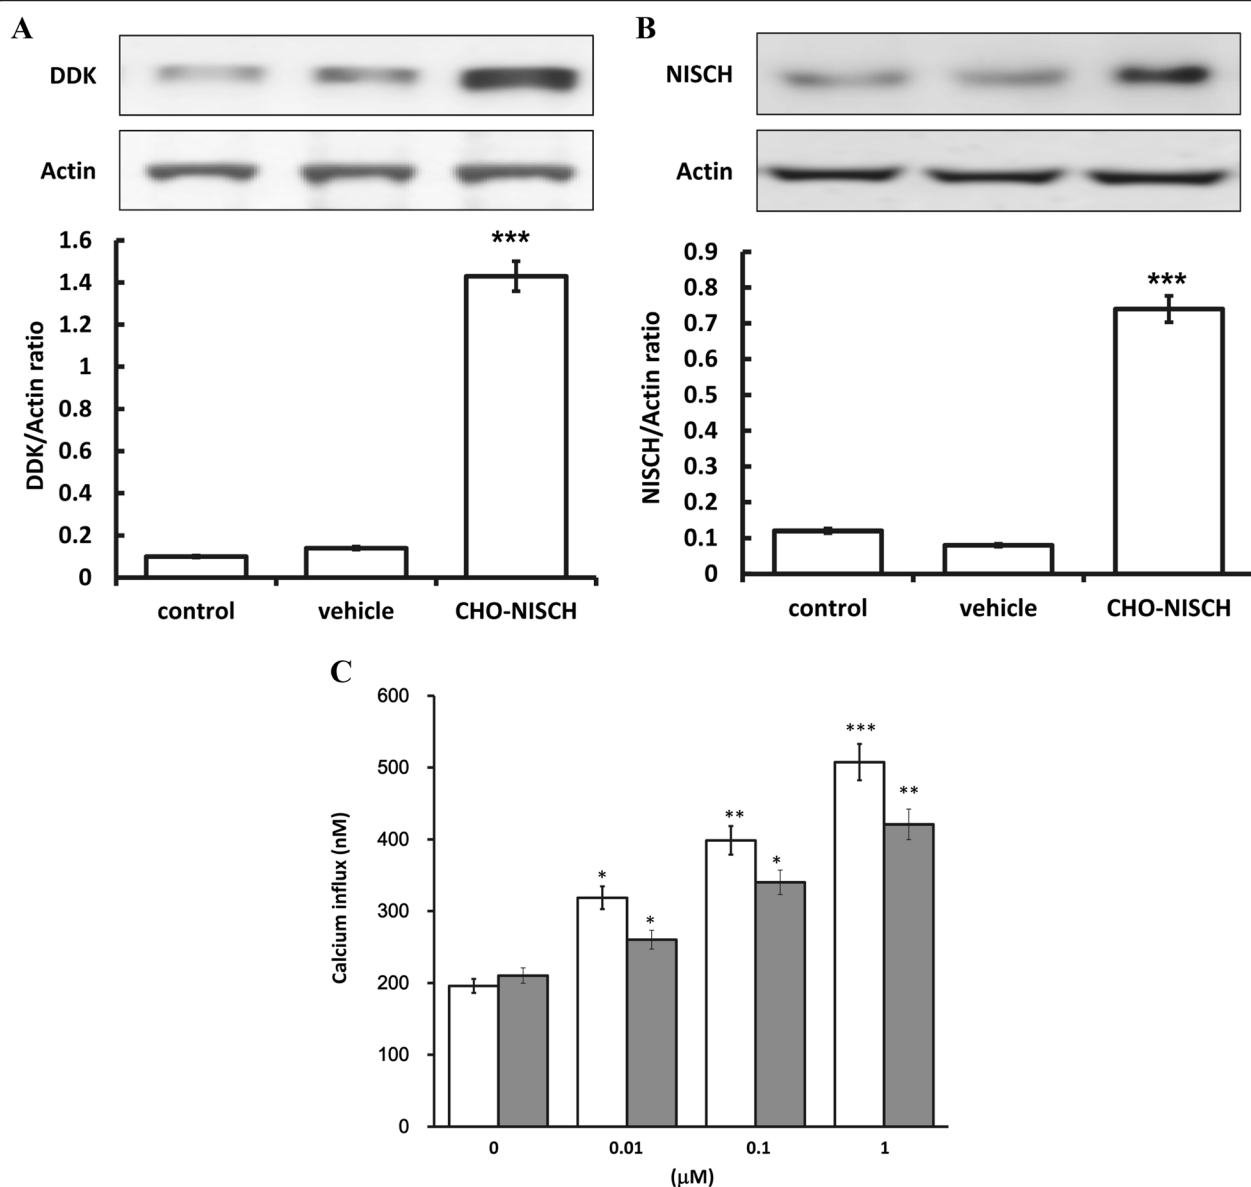 A
DDK
Actin
DDK/Actin ratio
1.6
1.4
1.2
1
0.8
0.6
0.4
0.2
0
***
control vehicle CHO-NISCH
B
NISCH
Actin
NISCH/Actin ratio
0.9
0.8
0.7
0.6
0.5
0.4
0.3
0.2
0.1
0
***
control vehicle CHO-NISCH
C
Calcium influx (nM)
600
500
400
300
200
100
0
* * ** * *** **
0 0.01 0.1 1
(μM)